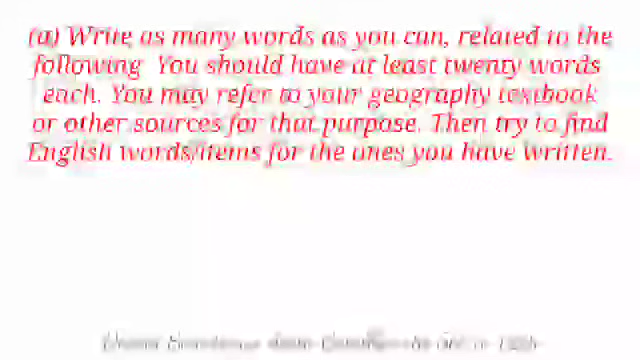 (a) Write as many words as you can, related to the
following You should have at least twenty words
each. You may refer to your geography textbook
or other sources for that purpose. Then try to find
English words/items for the ones you have written.